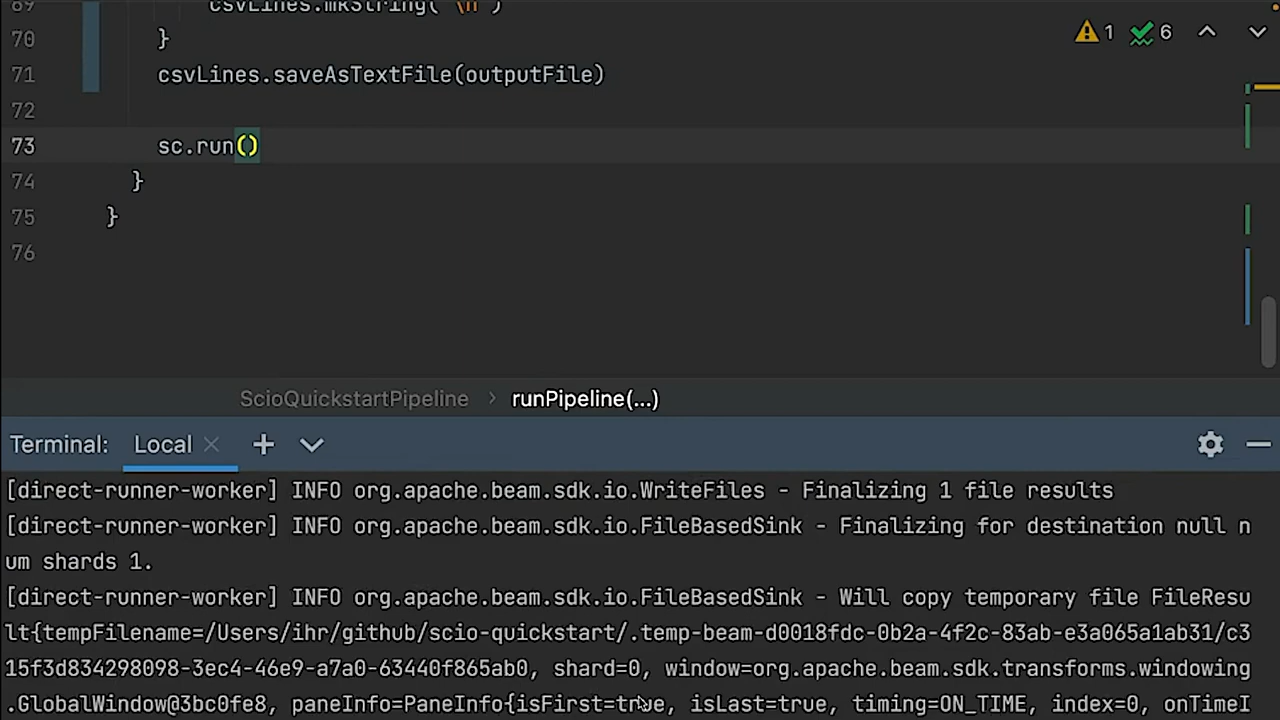 69 csvLines.mkString("\n")
70 }
1 6
71 csvLines.saveAsTextFile(outputFile)
72
73 sc.run()
74 }
75 }
76
ScioQuickstartPipeline > runPipeline(...)
Terminal: Local × +
[direct-runner-worker] INFO org.apache.beam.sdk.io.WriteFiles - Finalizing 1 file results
[direct-runner-worker] INFO org.apache.beam.sdk.io.FileBasedSink - Finalizing for destination null n
um shards 1.
[direct-runner-worker] INFO org.apache.beam.sdk.io.FileBasedSink - Will copy temporary file FileResu
lt{tempFilename=/Users/ihr/github/scio-quickstart/.temp-beam-d0018fdc-0b2a-4f2c-83ab-e3a065a1ab31/c3
15f3d834298098-3ec4-46e9-a7a0-63440f865ab0, shard=0, window=org.apache.beam.sdk.transforms.windowing
.GlobalWindow@3bc0fe8, paneInfo=PaneInfo{isFirst=true, isLast=true, timing=ON_TIME, index=0, onTimeI